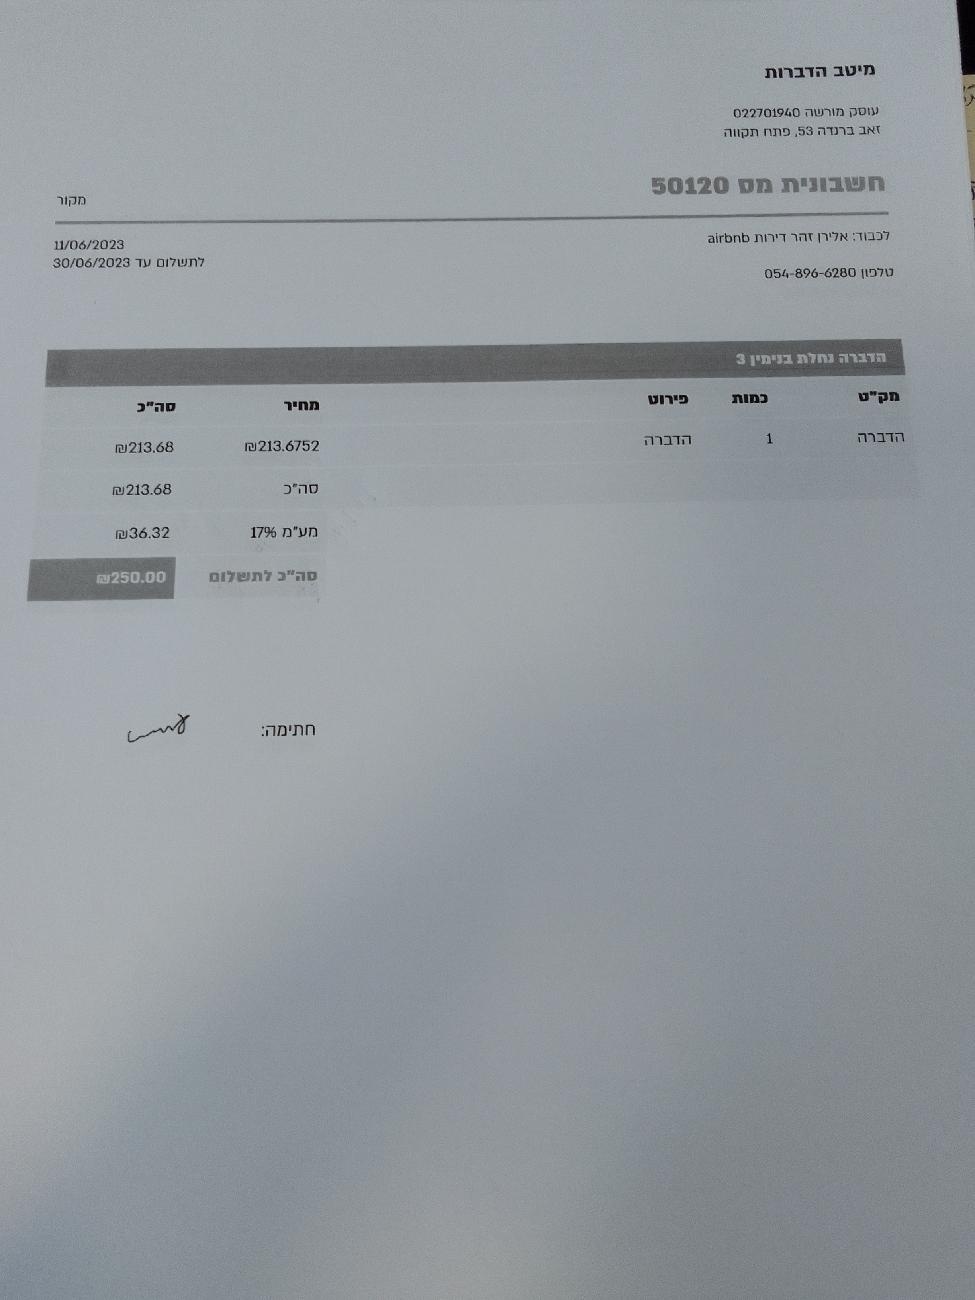 מיטב הדברות
עוסק מורשה 022701940
זאב ברנדה 53, פתח תקווה
חשבונית מס 50120
מקור
לכבוד: אלירן זהר דירות airbnb
11/06/2023
לתשלום עד 30/06/2023
טלפון 054-896-6280
הדברה נחלת בנימין 3
מק"ט כמות פירוט מחיר סה"כ
הדברה 1 הדברה ₪213.6752 ₪213.68
סה"כ ₪213.68
מע"מ 17% ₪36.32
סה"כ לתשלום ₪250.00
חתימה: